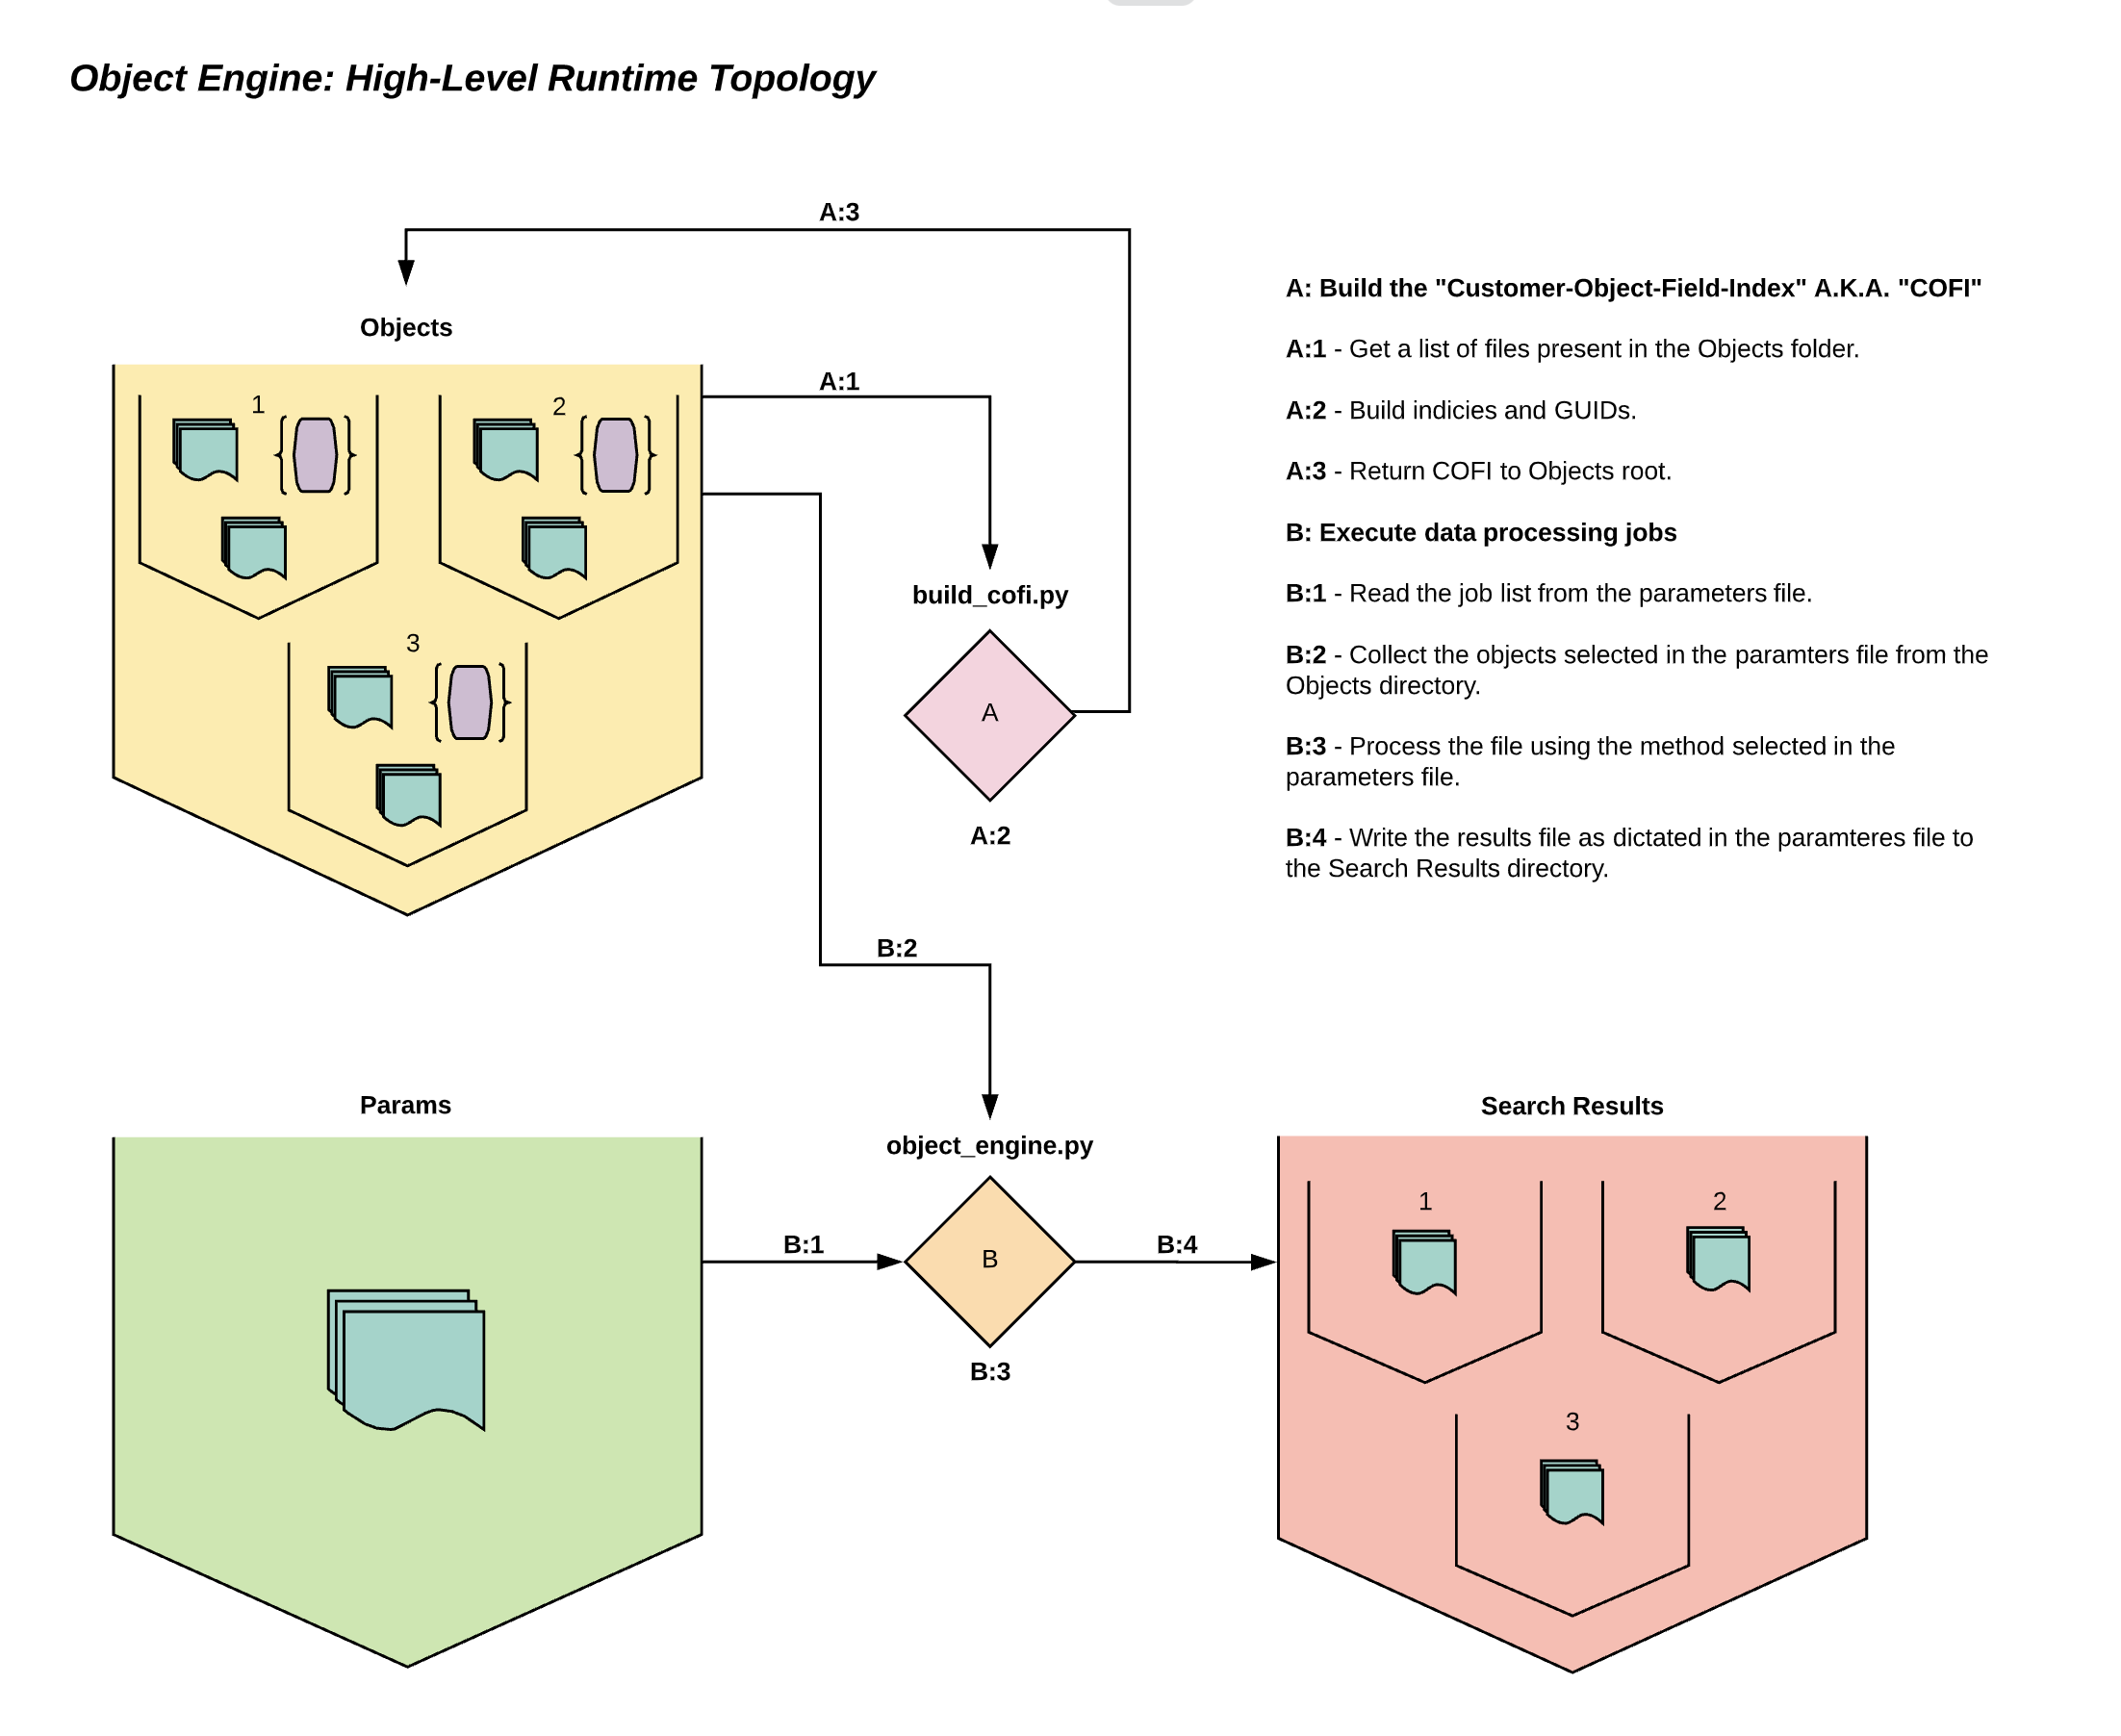 Object Engine: High-Level Runtime Topology
A:3
Objects
A:1
1
2
3
build_cofi.py
A
A:2
B:2
A: Build the "Customer-Object-Field-Index" A.K.A. "COFI"
A:1 - Get a list of files present in the Objects folder.
A:2 - Build indicies and GUIDs.
A:3 - Return COFI to Objects root.
B: Execute data processing jobs
B:1 - Read the job list from the parameters file.
B:2 - Collect the objects selected in the paramters file from the
Objects directory.
B:3 - Process the file using the method selected in the
parameters file.
B:4 - Write the results file as dictated in the paramteres file to
the Search Results directory.
Params
B:1
object_engine.py
B
B:3
B:4
Search Results
1
2
3